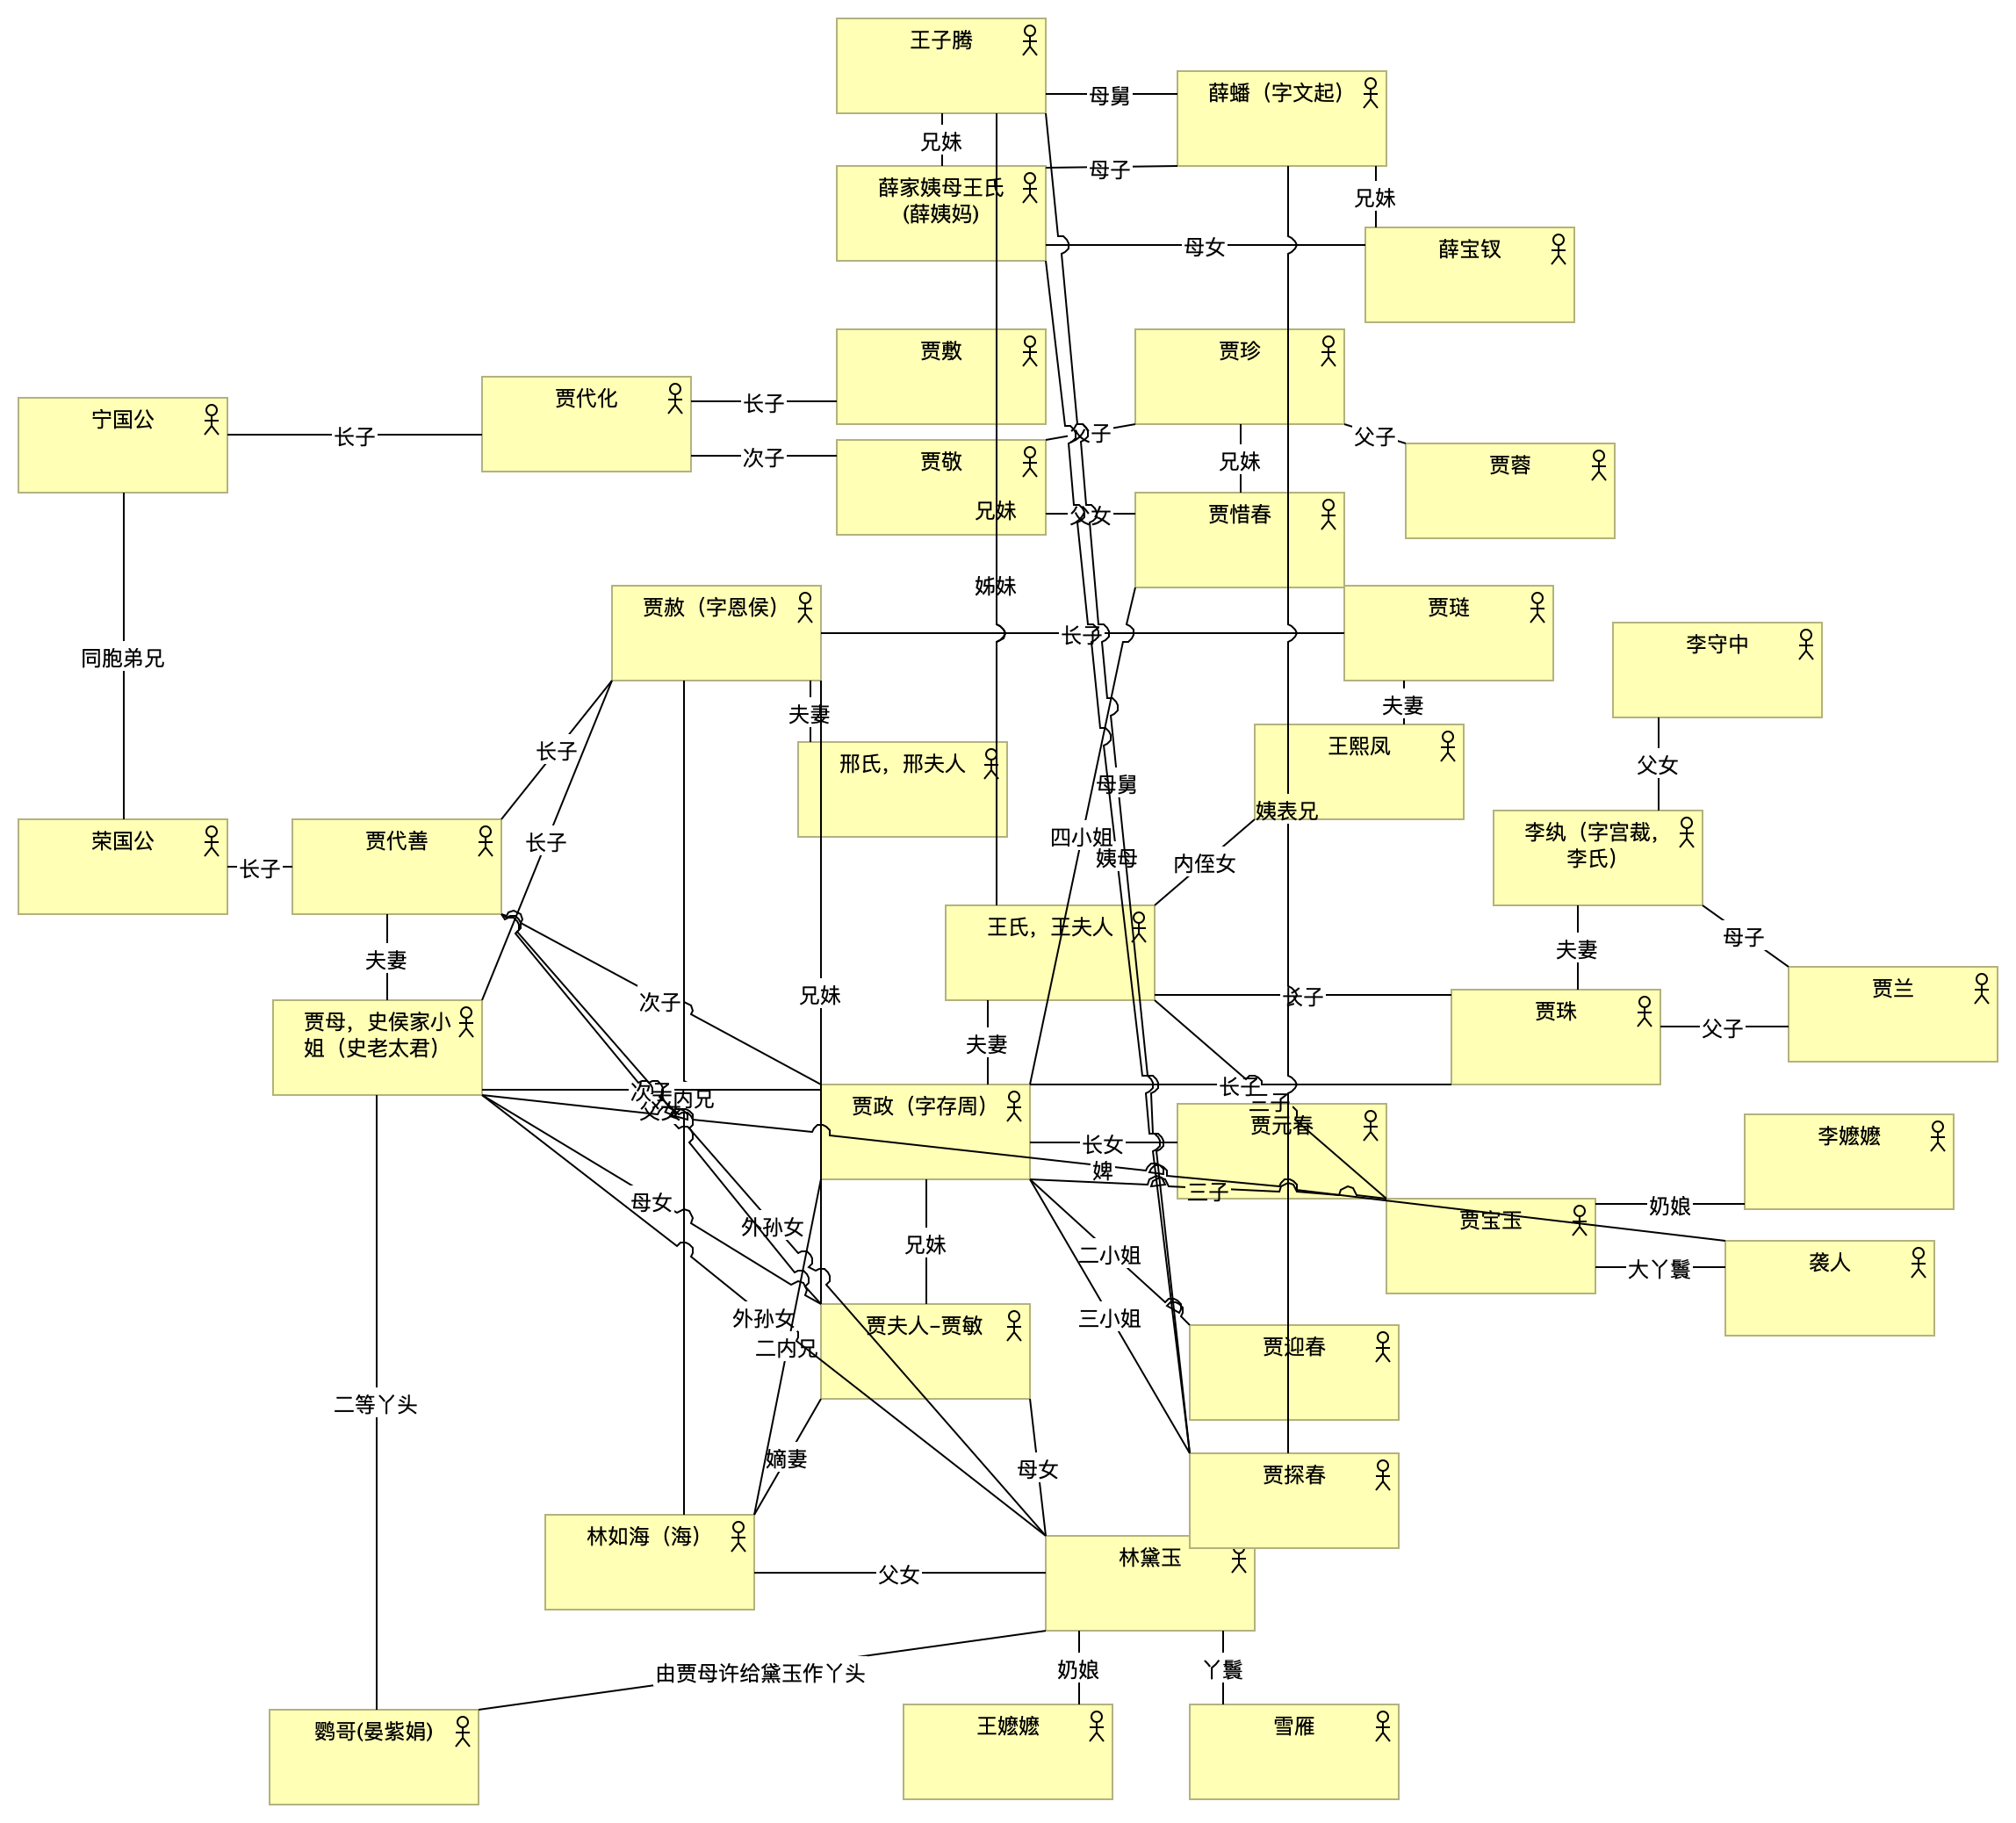 王子腾
母舅
薛蟠（字文起）
兄妹
母子
薛家姨母王氏
(薛姨妈)
兄妹
母女
薛宝钗
贾敷
贾珍
贾代化
长子
宁国公
长子
父子
父子
次子
贾敬
兄妹
贾蓉
兄妹
父女
贾惜春
姊妹
贾赦（字恩侯）
长子
贾琏
李守中
同胞弟兄
夫妻
夫妻
长子
邢氏，邢夫人
王熙凤
父女
母舅
姨表兄
荣国公
长子
贾代善
长子
四小姐
姨母
内侄女
李纨（字宫裁，
李氏）
王氏，王夫人
夫妻
夫妻
母子
次子
兄妹
长子
贾珠
贾兰
贾母，史侯家小
姐（史老太君）
夫妻
父子
次子
大内兄
父女
贾政（字存周）
长子
二子
贾元春
长女
婢
李嬷嬷
母女
三子
奶娘
外孙女
兄妹
二小姐
贾宝玉
大丫鬟
袭人
外孙女
二内兄
贾夫人-贾敏
三小姐
贾迎春
二等丫头
嫡妻
母女
贾探春
林如海（海）
父女
林黛玉
由贾母许给黛玉作丫头
奶娘
丫鬟
鹦哥(晏紫娟)
王嬷嬷
雪雁